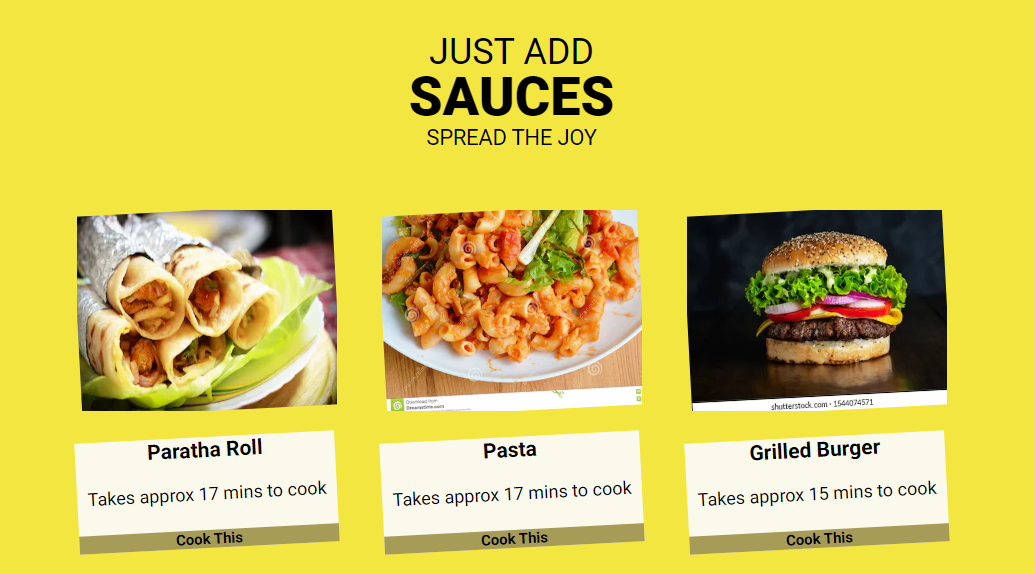 JUST ADD
SAUCES
SPREAD THE JOY
Download from
Dreamstime.com
shutterstock.com · 1544074571
Paratha Roll
Pasta
Grilled Burger
Takes approx 17 mins to cook
Takes approx 17 mins to cook
Takes approx 15 mins to cook
Cook This
Cook This
Cook This